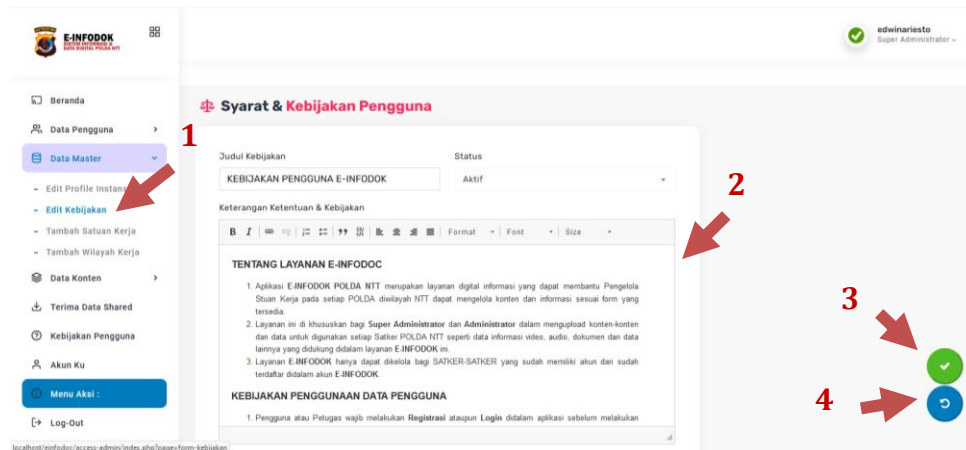 E-INFODOK
SISTEM INFORMASI &
DATA DIGITAL POLDA NTT
edwinariesto
Super Administrator
Beranda
Data Pengguna
Data Master
Edit Profile Instansi
Edit Kebijakan
Tambah Satuan Kerja
Tambah Wilayah Kerja
Data Konten
Terima Data Shared
Kebijakan Pengguna
Akun Ku
Menu Aksi :
Log-Out
localhost/einfodoc/access-admin/index.php?page=form-kebijakan
Syarat & Kebijakan Pengguna
1
Judul Kebijakan
Status
KEBIJAKAN PENGGUNA E-INFODOK
Aktif
2
Keterangan Ketentuan & Kebijakan
B I Format Font Size
TENTANG LAYANAN E-INFODOC
1. Aplikasi E-INFODOK POLDA NTT merupakan layanan digital informasi yang dapat membantu Pengelola
Stuan Kerja pada setiap POLDA diwilayah NTT dapat mengelola konten dan informasi sesuai form yang
tersedia.
2. Layanan ini di khususkan bagi Super Administrator dan Administrator dalam mengupload konten-konten
dan data untuk digunakan setiap Satker POLDA NTT seperti data informasi video, audio, dokumen dan data
lainnya yang didukung didalam layanan E-INFODOK ini.
3. Layanan E-INFODOK hanya dapat dikelola bagi SATKER-SATKER yang sudah memiliki akun dan sudah
terdaftar didalam akun E-INFODOK.
KEBIJAKAN PENGGUNAAN DATA PENGGUNA
1. Pengguna atau Petugas wajib melakukan Registrasi ataupun Login didalam aplikasi sebelum melakukan
3
4